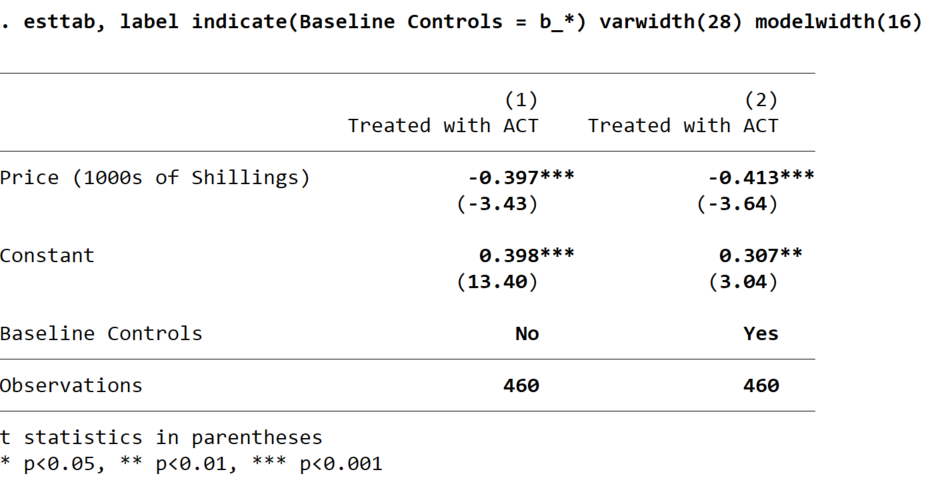 . esttab, label indicate(Baseline Controls = b_*) varwidth(28) modelwidth(16)
(1) (2)
Treated with ACT Treated with ACT
Price (1000s of Shillings) -0.397*** -0.413***
(-3.43) (-3.64)
Constant 0.398*** 0.307**
(13.40) (3.04)
Baseline Controls No Yes
Observations 460 460
t statistics in parentheses
* p<0.05, ** p<0.01, *** p<0.001